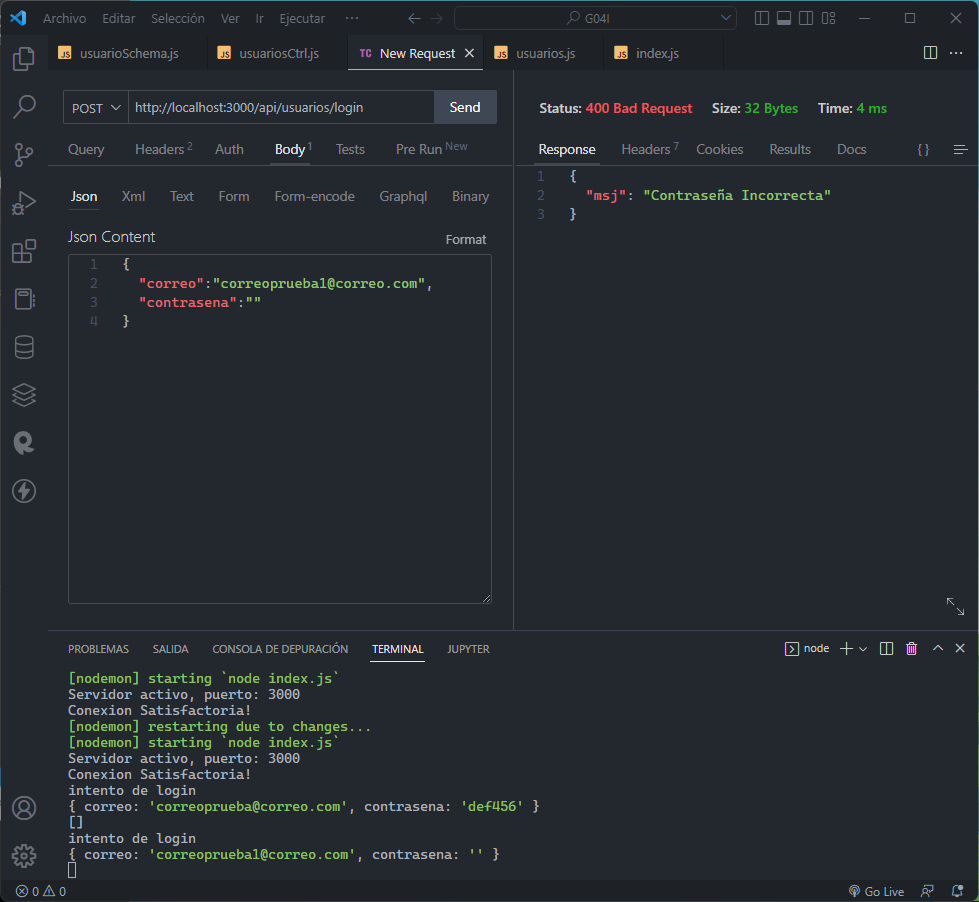 Archivo Editar Selección Ver Ir Ejecutar ··· G04I
JS usuarioSchema.js JS usuariosCtrl.js TC New Request JS usuarios.js JS index.js
POST http://localhost:3000/api/usuarios/login Send
Query Headers 2 Auth Body 1 Tests Pre Run New
Json Xml Text Form Form-encode Graphql Binary
Json Content Format
1 {
2 "correo":"correoprueba1@correo.com",
3 "contrasena":""
4 }
Status: 400 Bad Request Size: 32 Bytes Time: 4 ms
Response Headers 7 Cookies Results Docs { }
1 {
2 "msj": "Contraseña Incorrecta"
3 }
PROBLEMAS SALIDA CONSOLA DE DEPURACIÓN TERMINAL JUPYTER node
[nodemon] starting `node index.js`
Servidor activo, puerto: 3000
Conexion Satisfactoria!
[nodemon] restarting due to changes...
[nodemon] starting `node index.js`
Servidor activo, puerto: 3000
Conexion Satisfactoria!
intento de login
{ correo: 'correoprueba@correo.com', contrasena: 'def456' }
[]
intento de login
{ correo: 'correoprueba1@correo.com', contrasena: '' }
0 0 Go Live